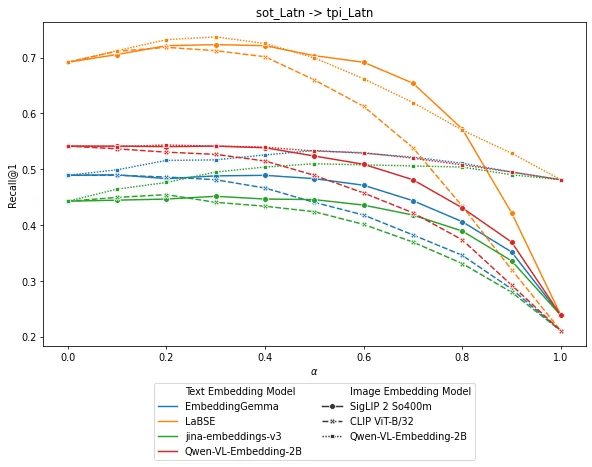 sot_Latn -> tpi_Latn
0.7
0.6
0.5
0.4
0.3
0.2
Recall@1
0.0 0.2 0.4 0.6 0.8 1.0
α
Text Embedding Model Image Embedding Model
EmbeddingGemma SigLIP 2 So400m
LaBSE CLIP ViT-B/32
jina-embeddings-v3 Qwen-VL-Embedding-2B
Qwen-VL-Embedding-2B